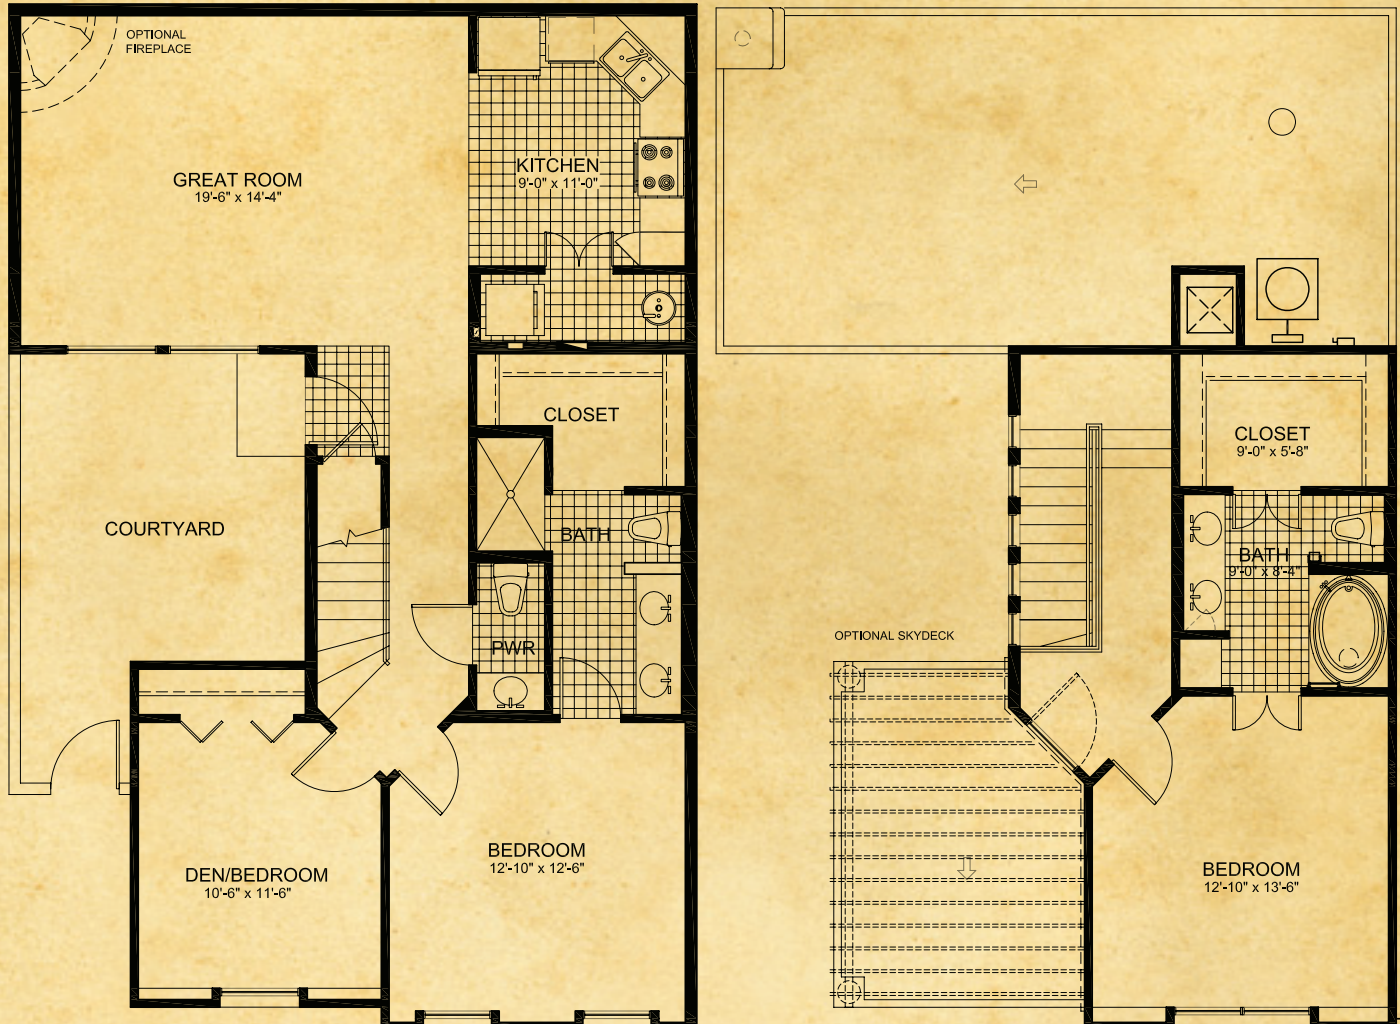 OPTIONAL
FIREPLACE
GREAT ROOM
19'-6" x 14'-4"
KITCHEN
9'-0" x 11'-0"
CLOSET
COURTYARD
BATH
PWR
DEN/BEDROOM
10'-6" x 11'-6"
BEDROOM
12'-10" x 12'-6"
CLOSET
9'-0" x 5'-8"
BATH
9'-0" x 8'-4"
OPTIONAL SKYDECK
BEDROOM
12'-10" x 13'-6"